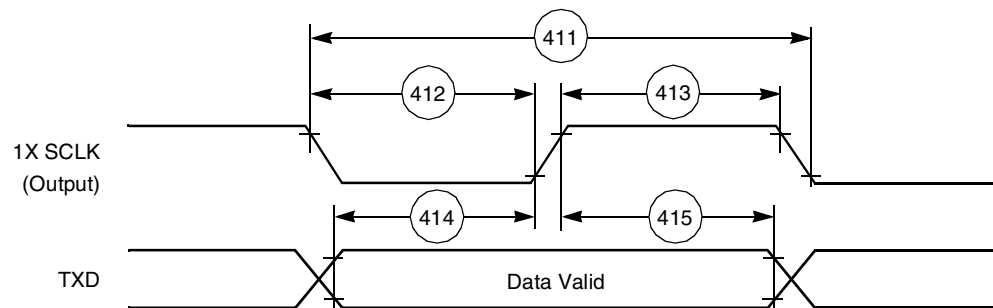 411
412
413
1X SCLK
(Output)
414
415
TXD
Data Valid